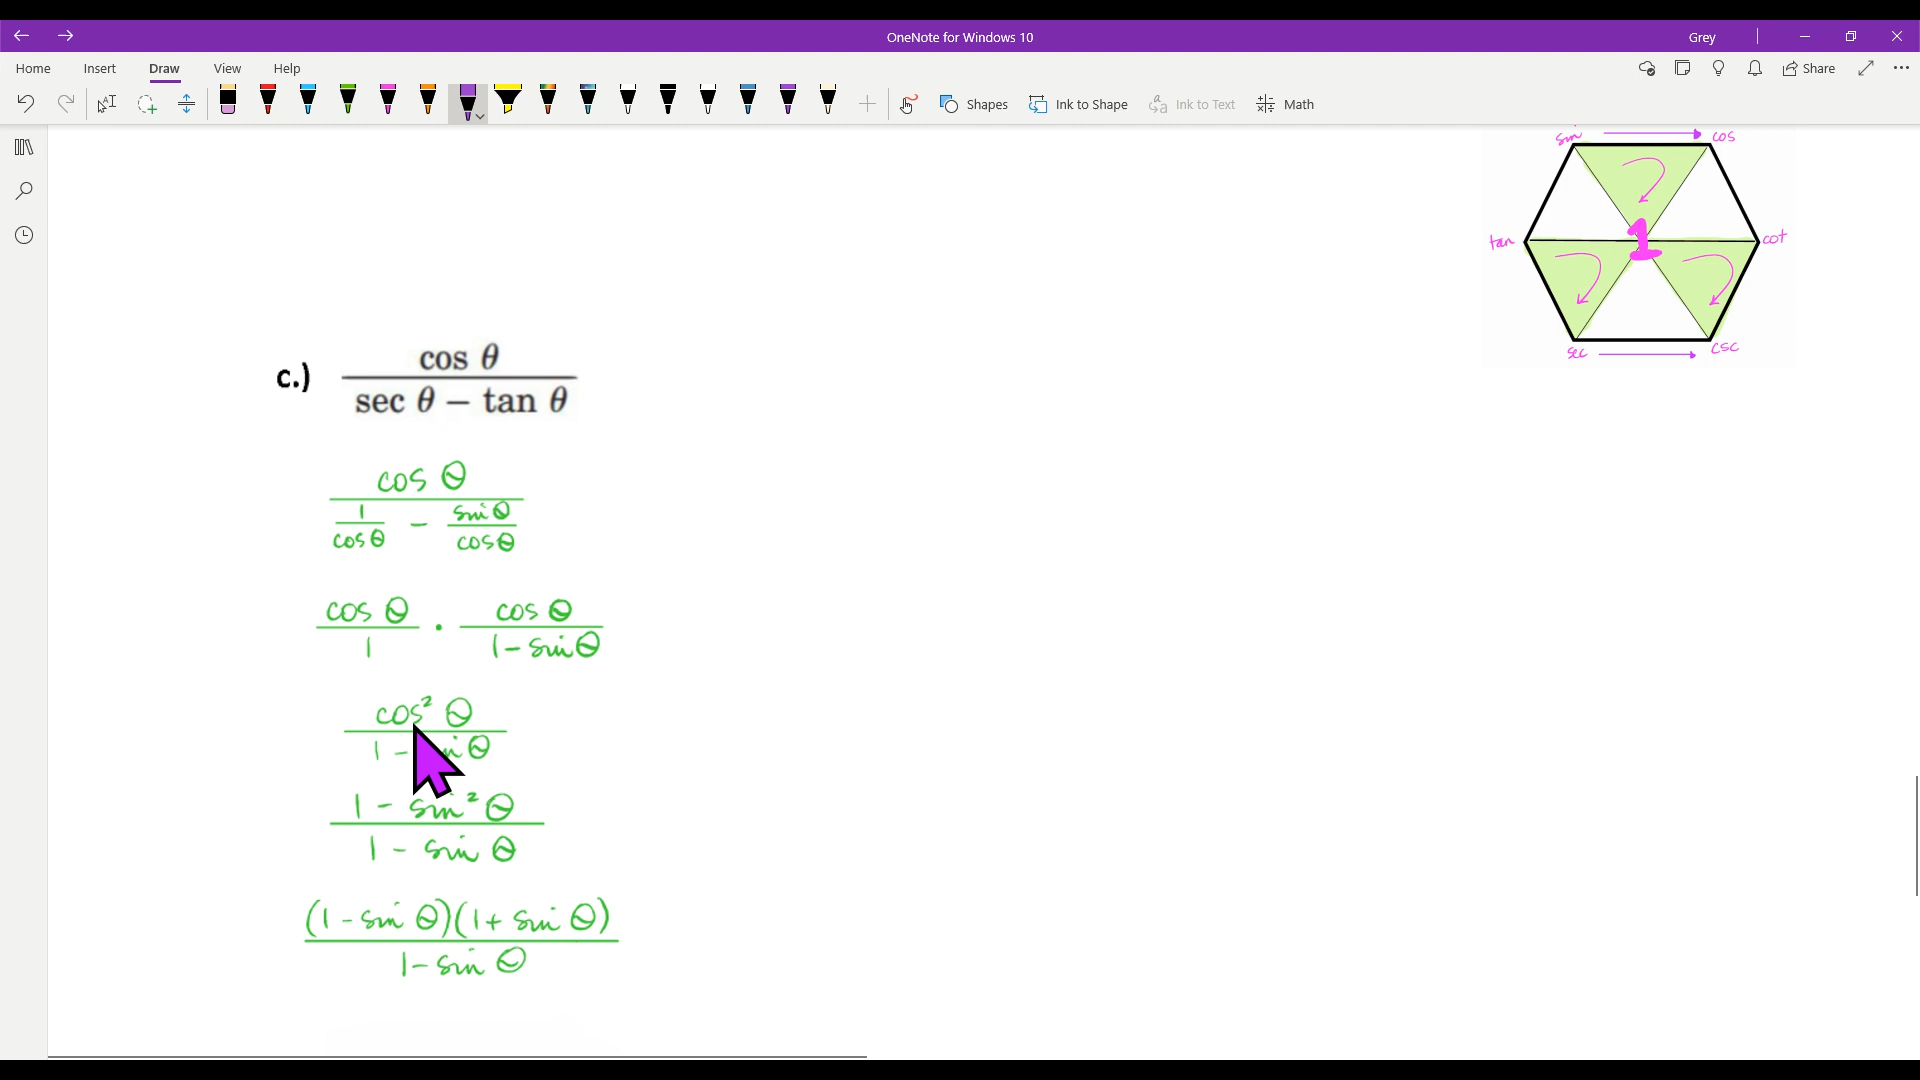 OneNote for Windows 10
Grey
Home Insert Draw View Help
Share
Shapes Ink to Shape Ink to Text Math
sin cos
1
tan cot
sec csc
c.) cos θ
sec θ − tan θ
cos θ
1 − sin θ
cos θ cos θ
cos θ · cos θ
1 1 − sin θ
cos² θ
1 − sin θ
1 − sin² θ
1 − sin θ
(1 − sin θ)(1 + sin θ)
1 − sin θ